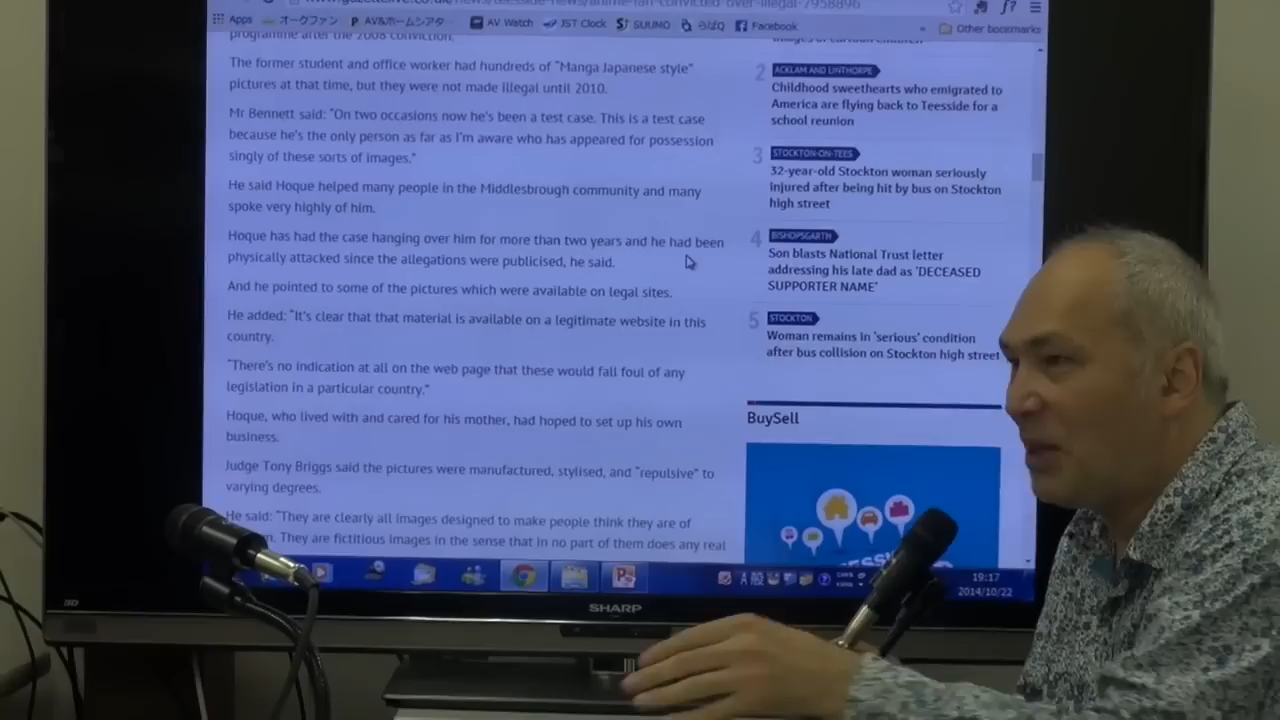 Apps
オークファン
AV&ホームシアタ
AV Watch
JST Clock
SUUMO
らばQ
Facebook
Other bookmarks
programme after the 2008 conviction.
The former student and office worker had hundreds of "Manga Japanese style"
pictures at that time, but they were not made illegal until 2010.
Mr Bennett said: "On two occasions now he's been a test case. This is a test case
because he's the only person as far as I'm aware who has appeared for possession
singly of these sorts of images."
He said Hoque helped many people in the Middlesbrough community and many
spoke very highly of him.
Hoque has had the case hanging over him for more than two years and he had been
physically attacked since the allegations were publicised, he said.
And he pointed to some of the pictures which were available on legal sites.
He added: "It's clear that that material is available on a legitimate website in this
country.
"There's no indication at all on the web page that these would fall foul of any
legislation in a particular country."
Hoque, who lived with and cared for his mother, had hoped to set up his own
business.
Judge Tony Briggs said the pictures were manufactured, stylised, and "repulsive" to
varying degrees.
He said: "They are clearly all images designed to make people think they are of
They are fictitious images in the sense that in no part of them does any real
2 ACKLAM AND LINTHORPE
Childhood sweethearts who emigrated to
America are flying back to Teesside for a
school reunion
3 STOCKTON-ON-TEES
32-year-old Stockton woman seriously
injured after being hit by bus on Stockton
high street
4 BISHOPSGARTH
Son blasts National Trust letter
addressing his late dad as 'DECEASED
SUPPORTER NAME'
5 STOCKTON
Woman remains in 'serious' condition
after bus collision on Stockton high street
BuySell
19:17
2014/10/22
3D
SHARP